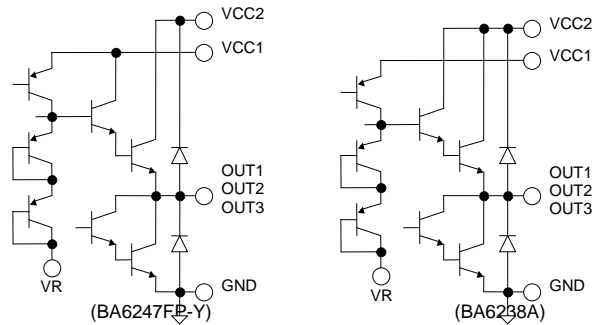 VCC2
VCC1
OUT1
OUT2
OUT3
GND
VR
(BA6247FP-Y)
VCC2
VCC1
OUT1
OUT2
OUT3
GND
VR
(BA6238A)